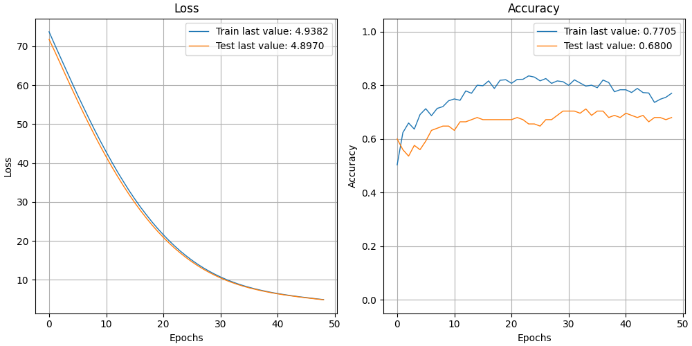 Loss
Train last value: 4.9382
Test last value: 4.8970
Loss
70
60
50
40
30
20
10
0
10
20
30
40
50
Epochs
Accuracy
Train last value: 0.7705
Test last value: 0.6800
Accuracy
1.0
0.8
0.6
0.4
0.2
0.0
0
10
20
30
40
50
Epochs